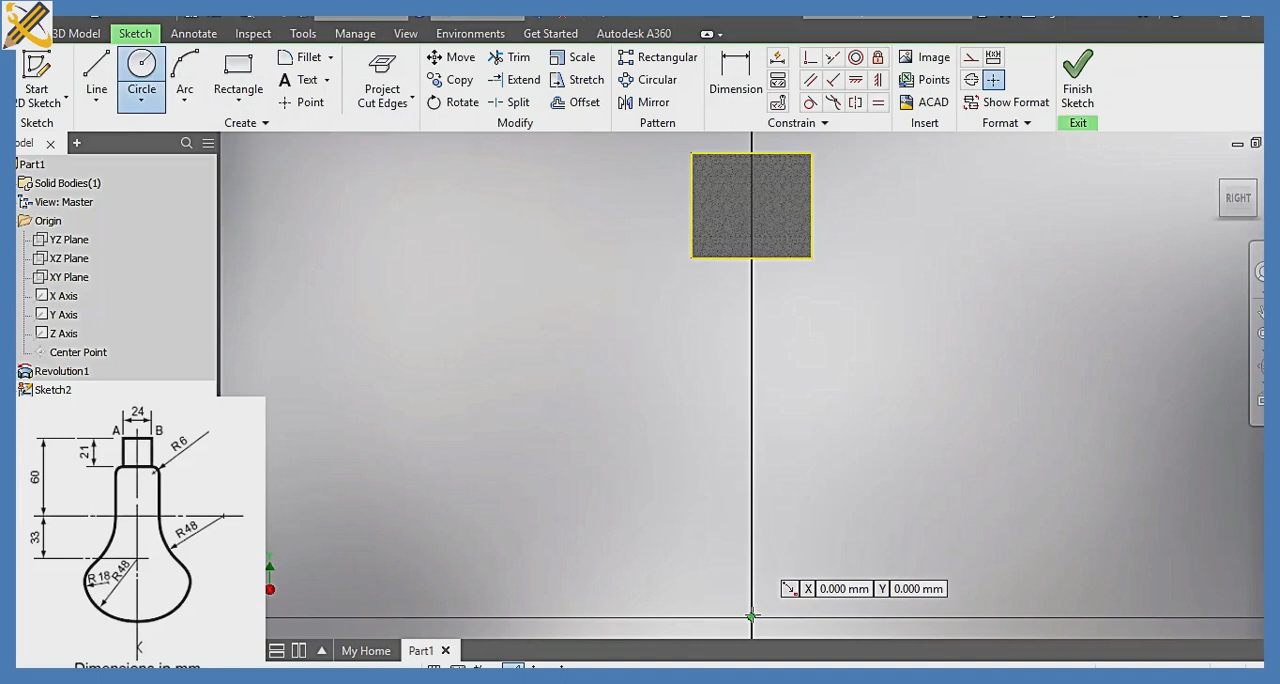 3D Model Sketch Annotate Inspect Tools Manage View Environments Get Started Autodesk A360
Start
2D Sketch
Line
Circle
Arc
Rectangle
Fillet
Text
Point
Project
Cut Edges
Move
Copy
Rotate
Trim
Extend
Split
Scale
Stretch
Offset
Rectangular
Circular
Mirror
Dimension
Image
Points
ACAD
Show Format
Finish
Sketch
Sketch Create Modify Pattern Constrain Insert Format Exit
odel
Part1
Solid Bodies(1)
View: Master
Origin
YZ Plane
XZ Plane
XY Plane
X Axis
Y Axis
Z Axis
Center Point
Revolution1
Sketch2
RIGHT
X 0.000 mm Y 0.000 mm
24
A B
21
R6
60
33
R48
R18
R48
Dimensions in mm
My Home Part1